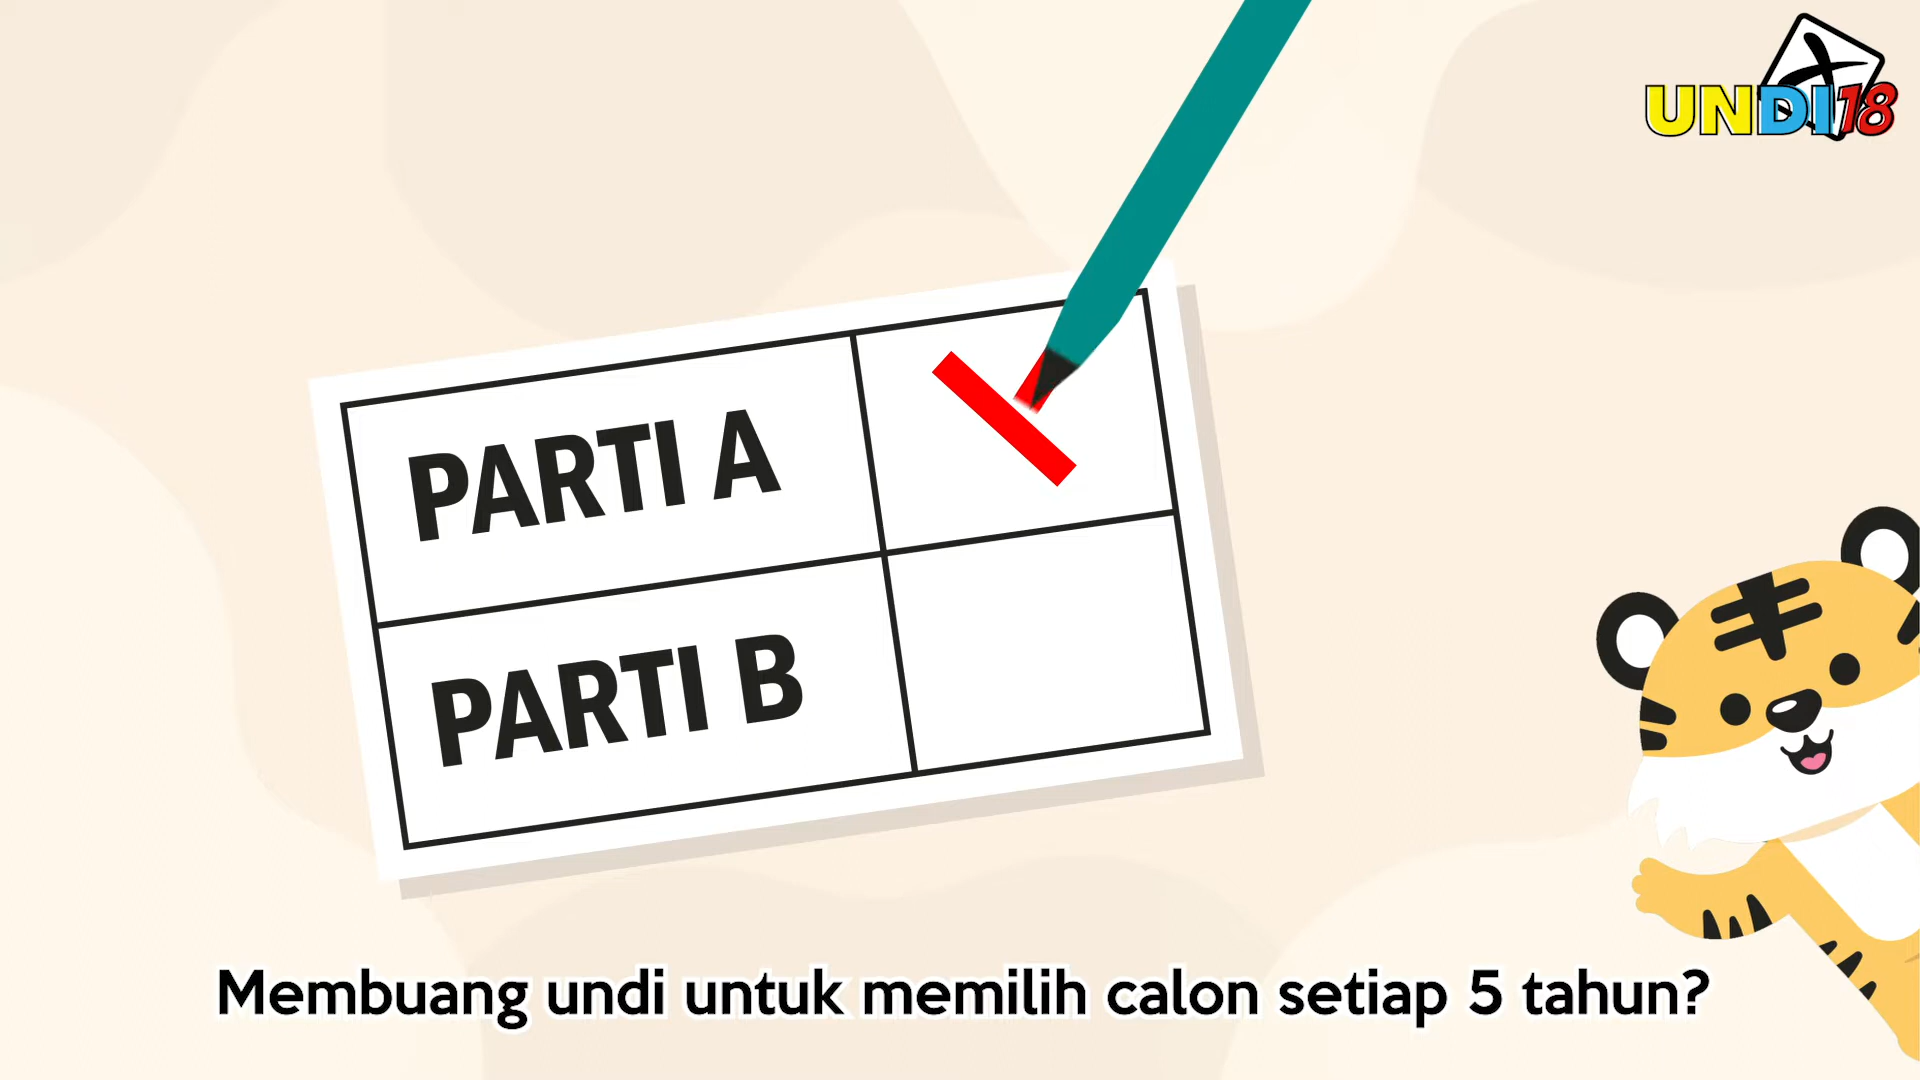 UNDI18
PARTI A
PARTI B
Membuang undi untuk memilih calon setiap 5 tahun?